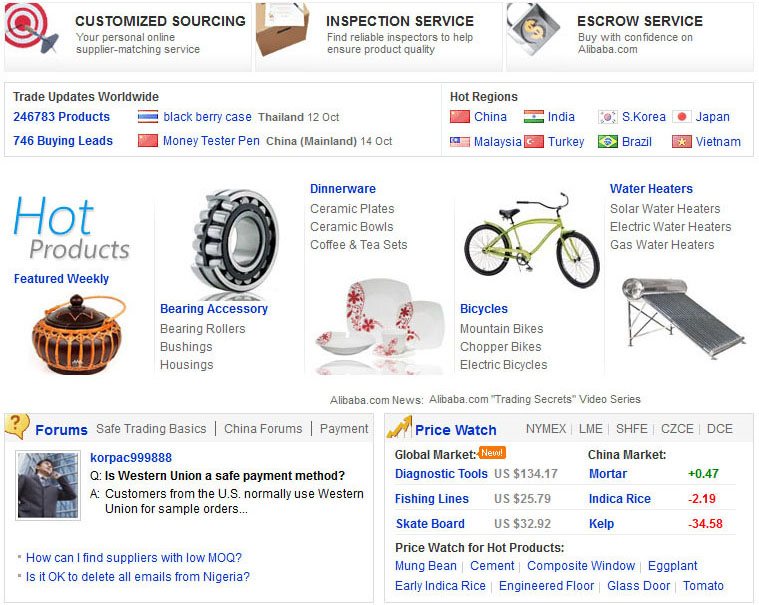 CUSTOMIZED SOURCING
Your personal online
supplier-matching service
INSPECTION SERVICE
Find reliable inspectors to help
ensure product quality
ESCROW SERVICE
Buy with confidence on
Alibaba.com
Trade Updates Worldwide
246783 Products black berry case Thailand 12 Oct
746 Buying Leads Money Tester Pen China (Mainland) 14 Oct
Hot Regions
China India S.Korea Japan
Malaysia Turkey Brazil Vietnam
Hot
Products
Featured Weekly
Bearing Accessory
Bearing Rollers
Bushings
Housings
Dinnerware
Ceramic Plates
Ceramic Bowls
Coffee & Tea Sets
Bicycles
Mountain Bikes
Chopper Bikes
Electric Bicycles
Water Heaters
Solar Water Heaters
Electric Water Heaters
Gas Water Heaters
Alibaba.com News: Alibaba.com "Trading Secrets" Video Series
? Forums Safe Trading Basics | China Forums | Payment
korpac999888
Q: Is Western Union a safe payment method?
A: Customers from the U.S. normally use Western
Union for sample orders...
How can I find suppliers with low MOQ?
Is it OK to delete all emails from Nigeria?
Price Watch NYMEX | LME | SHFE | CZCE | DCE
Global Market: New! China Market:
Diagnostic Tools US $134.17 Mortar +0.47
Fishing Lines US $25.79 Indica Rice -2.19
Skate Board US $32.92 Kelp -34.58
Price Watch for Hot Products:
Mung Bean | Cement | Composite Window | Eggplant
Early Indica Rice | Engineered Floor | Glass Door | Tomato